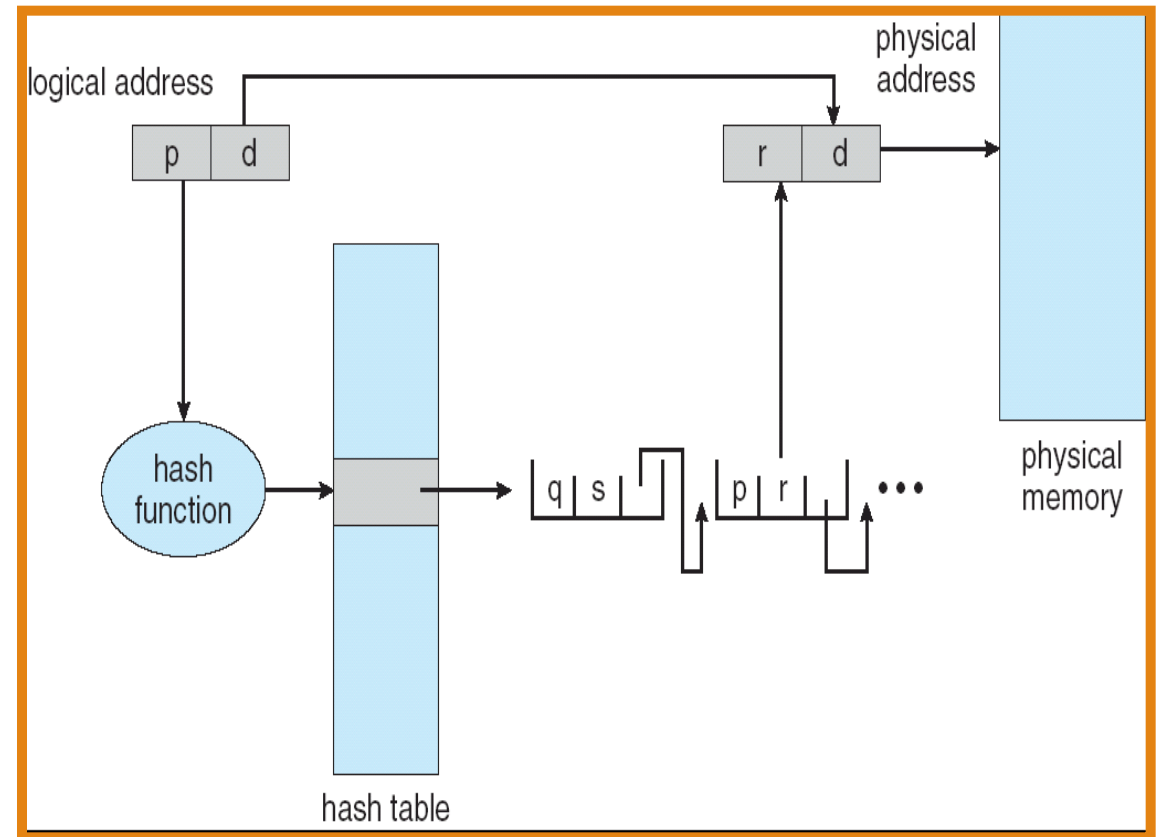 logical address
physical
address
p d
r d
hash
function
q s
p r
•••
physical
memory
hash table